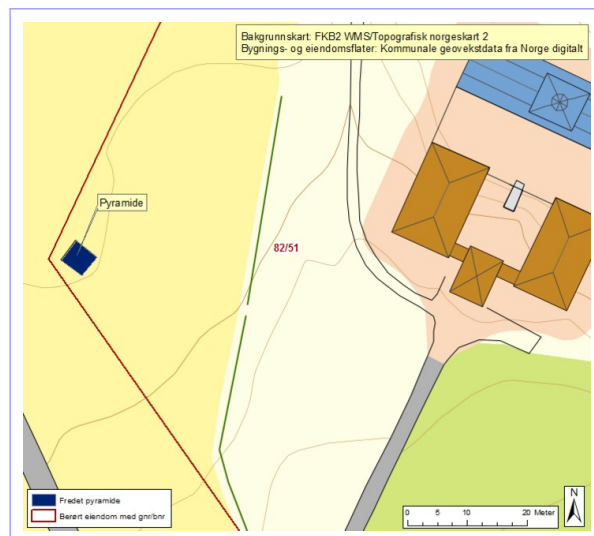 Bakgrunnskart: FKB2 WMS/Topografisk norgeskart 2
Bygnings- og eiendomsflater: Kommunale geovekstdata fra Norge digitalt
Pyramide
82/51
Fredet pyramide
Berørt eiendom med gnr/bnr
N
0 5 10 20 Meter